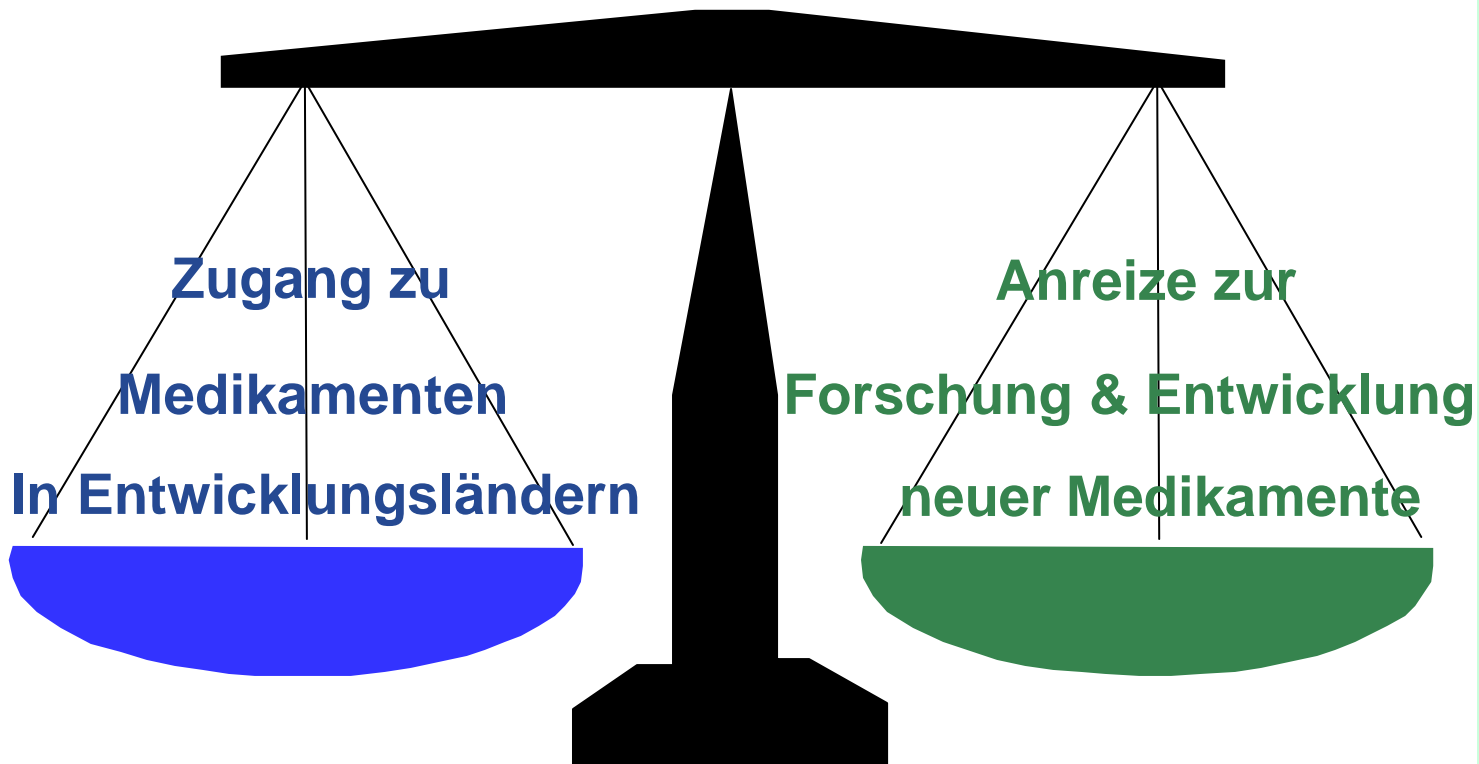 Zugang zu
Medikamenten
In Entwicklungsländern
Anreize zur
Forschung & Entwicklung
neuer Medikamente